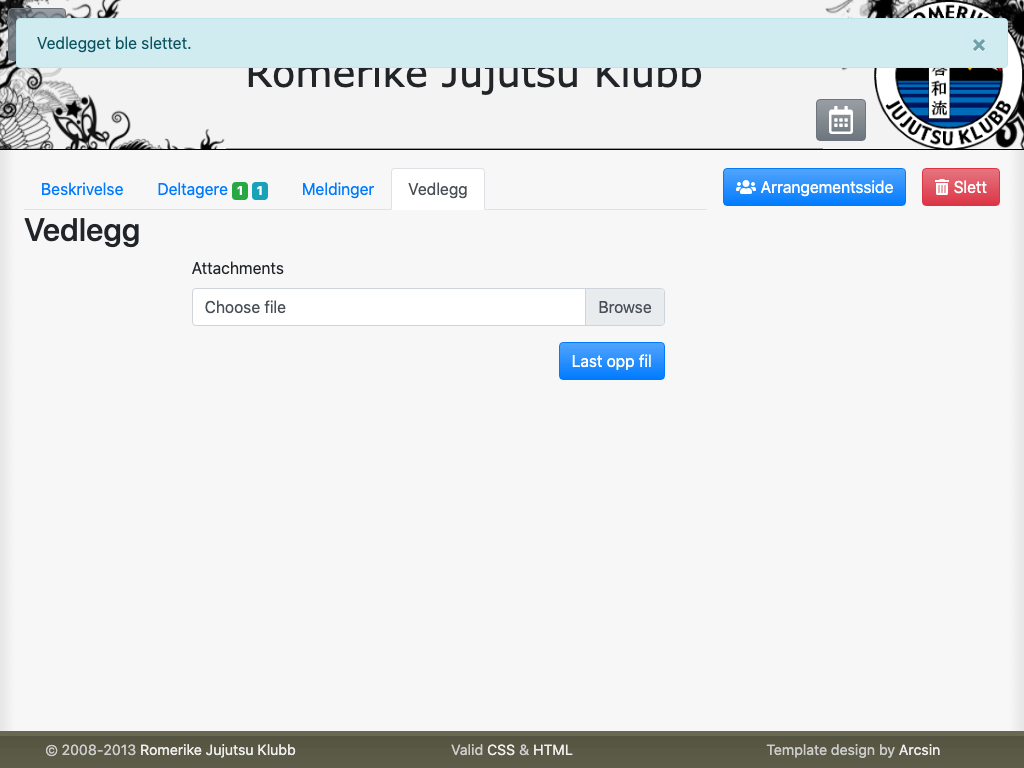 Vedlegget ble slettet.
×
Romerike Jujutsu Klubb
ROMERIKE
和
流
JUJUTSU KLUBB
Beskrivelse
Deltagere 1 1
Meldinger
Vedlegg
Arrangementsside
Slett
Vedlegg
Attachments
Choose file
Browse
Last opp fil
© 2008-2013 Romerike Jujutsu Klubb
Valid CSS & HTML
Template design by Arcsin